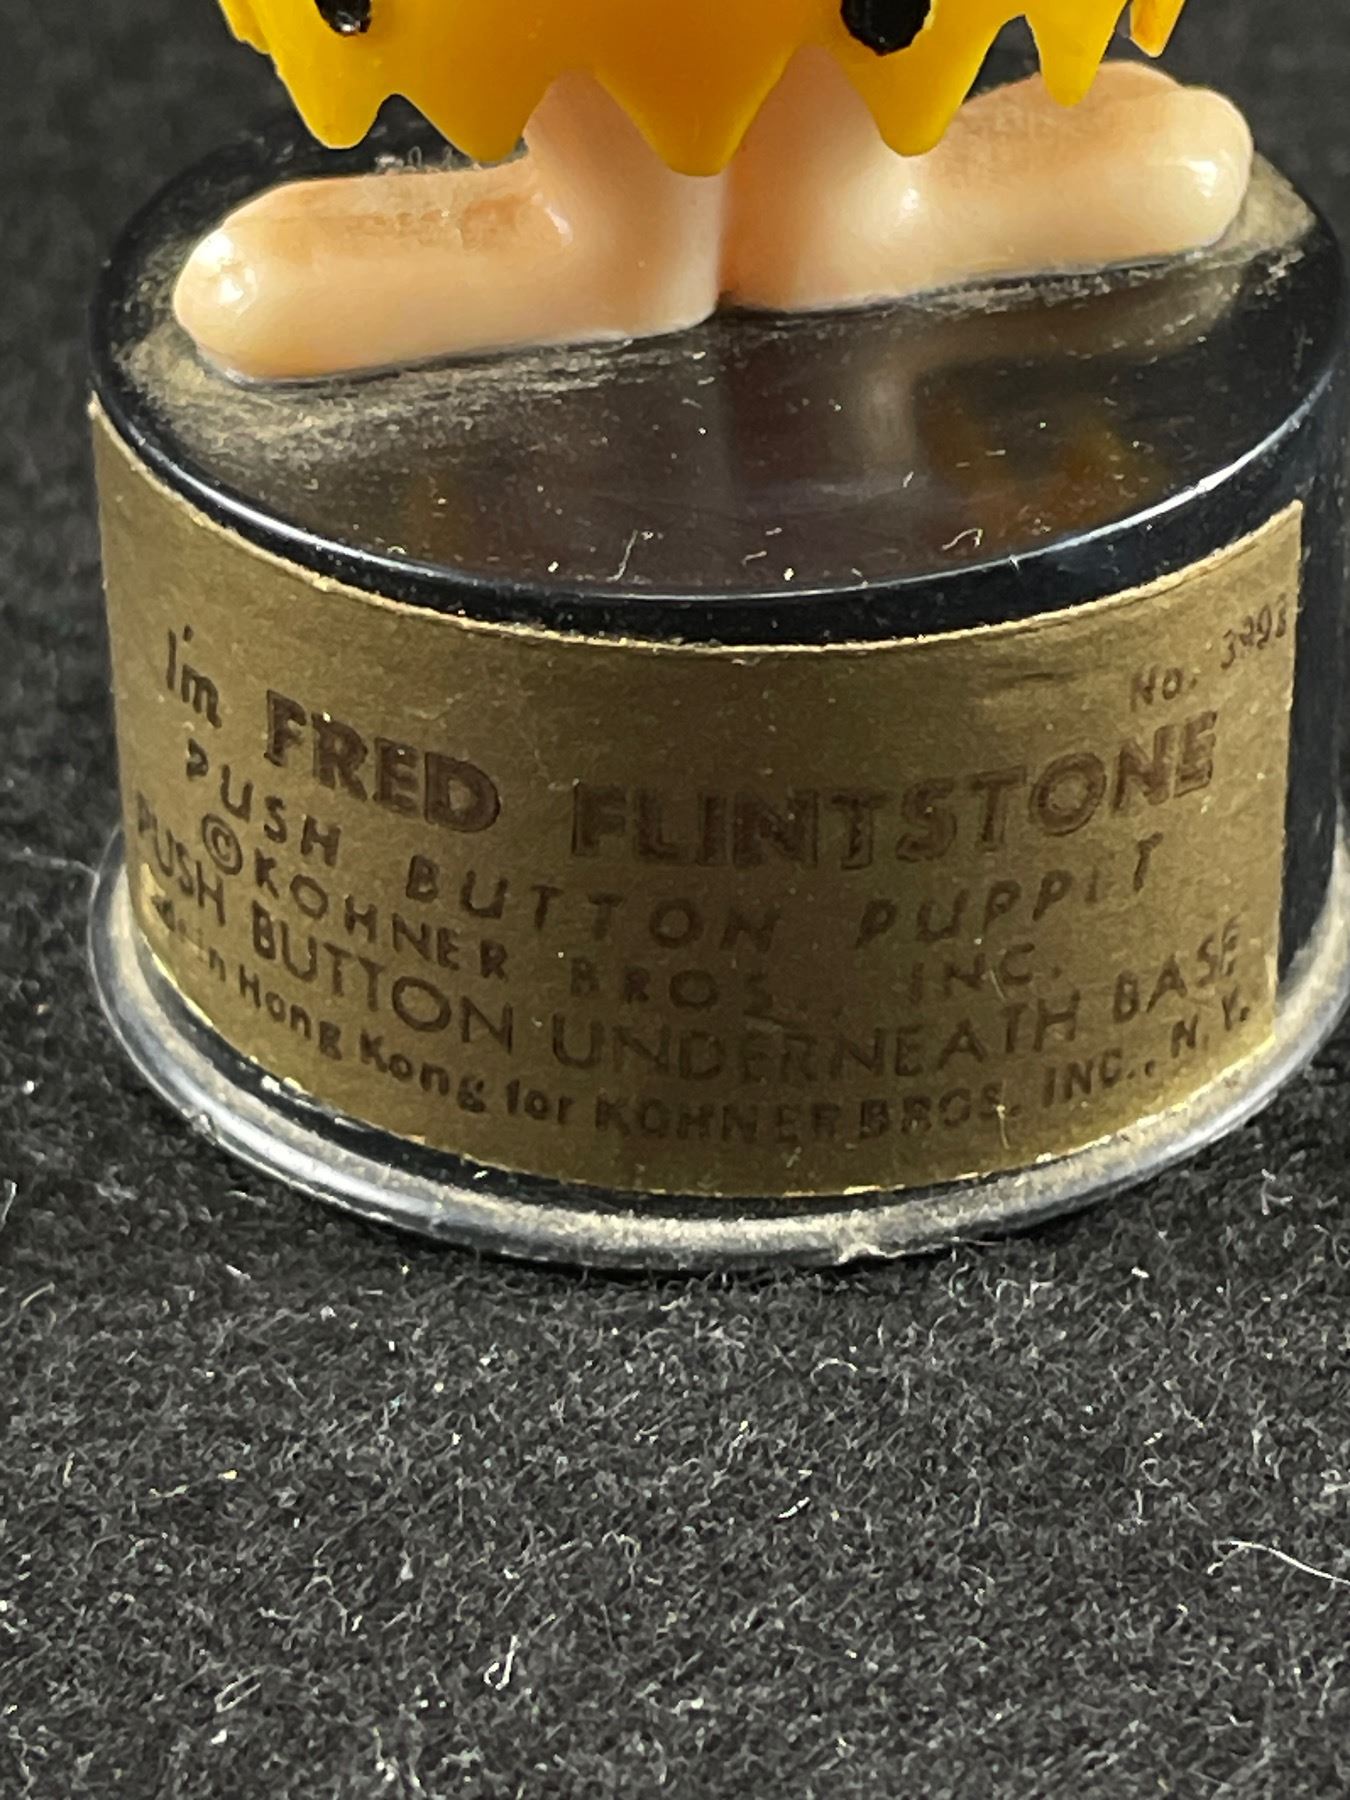 No. 3993
I'm FRED FLINTSTONE
PUSH BUTTON PUPPET
©KOHNER BROS., INC.
PUSH BUTTON UNDERNEATH BASE
in Hong Kong for KOHNER BROS. INC., N.Y.